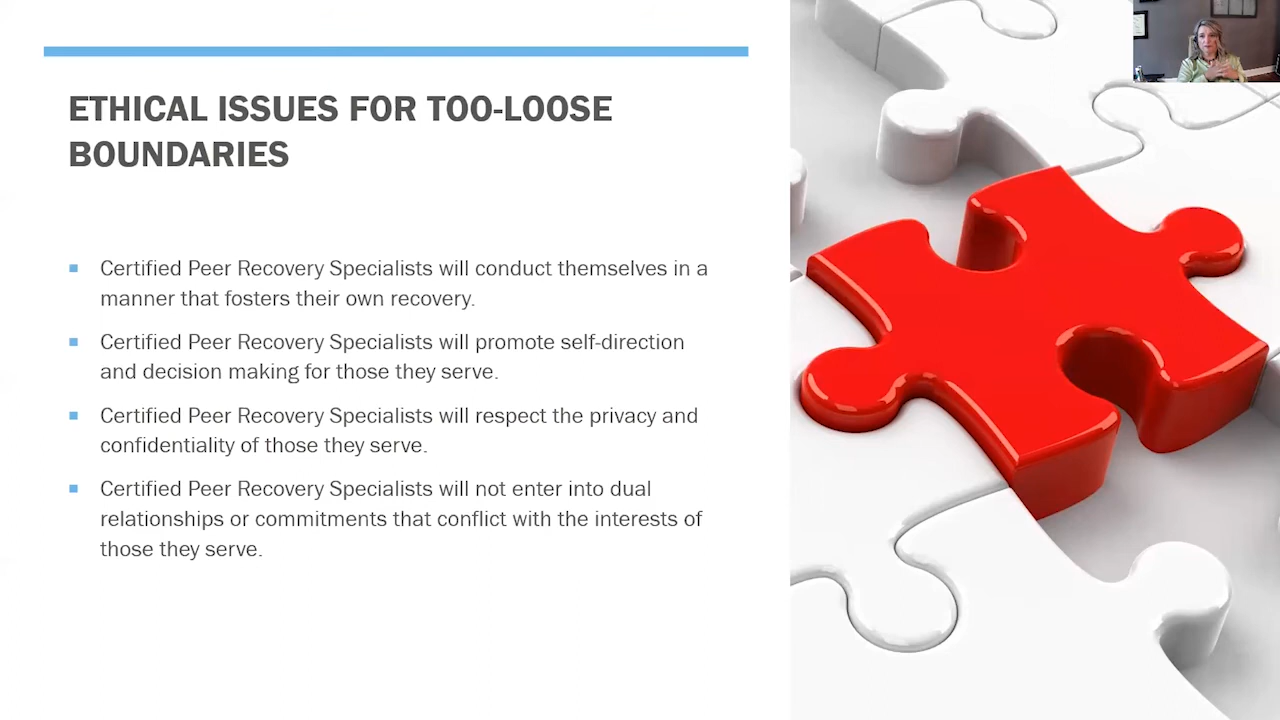 ETHICAL ISSUES FOR TOO-LOOSE
BOUNDARIES
Certified Peer Recovery Specialists will conduct themselves in a
manner that fosters their own recovery.
Certified Peer Recovery Specialists will promote self-direction
and decision making for those they serve.
Certified Peer Recovery Specialists will respect the privacy and
confidentiality of those they serve.
Certified Peer Recovery Specialists will not enter into dual
relationships or commitments that conflict with the interests of
those they serve.